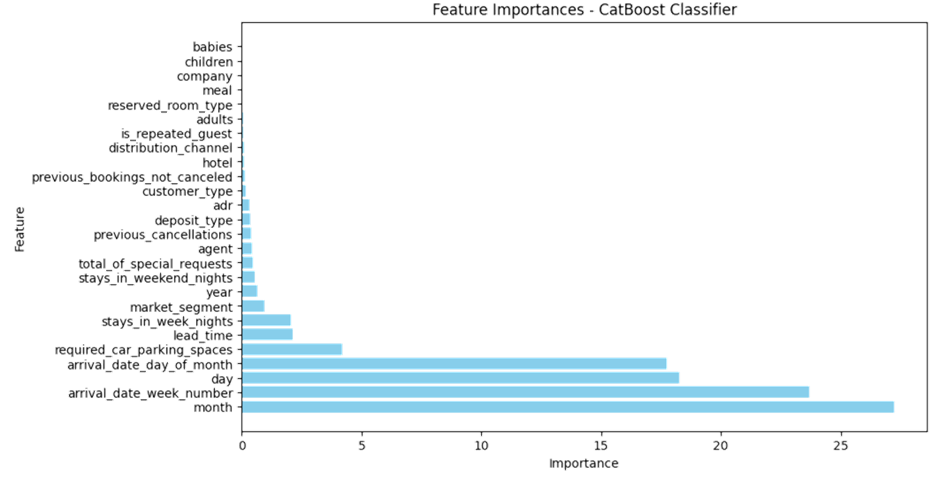 Feature Importances - CatBoost Classifier
babies
children
company
meal
reserved_room_type
adults
is_repeated_guest
distribution_channel
hotel
previous_bookings_not_canceled
customer_type
adr
deposit_type
previous_cancellations
agent
total_of_special_requests
stays_in_weekend_nights
year
market_segment
stays_in_week_nights
lead_time
required_car_parking_spaces
arrival_date_day_of_month
day
arrival_date_week_number
month
Feature
0 5 10 15 20 25
Importance